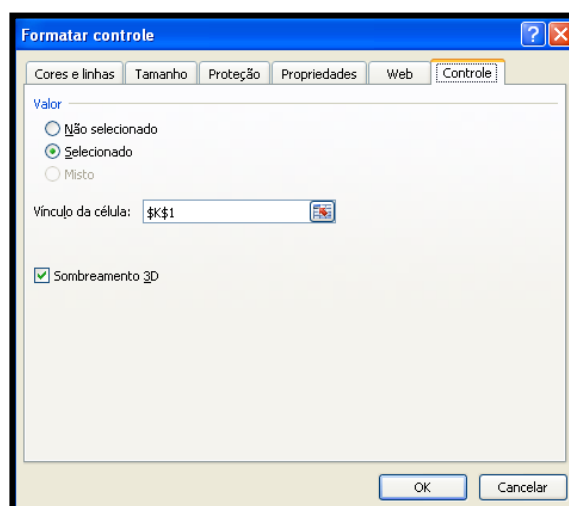 Formatar controle
Cores e linhas Tamanho Proteção Propriedades Web Controle
Valor
Não selecionado
Selecionado
Misto
Vínculo da célula: $K$1
Sombreamento 3D
OK Cancelar